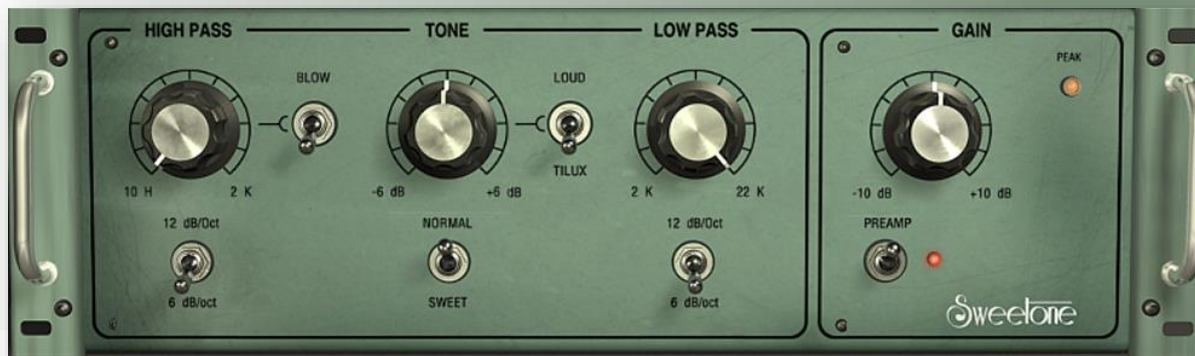 HIGH PASS
TONE
LOW PASS
GAIN
PEAK
BLOW
LOUD
TILUX
10 H
2 K
-6 dB
+6 dB
2 K
22 K
-10 dB
+10 dB
12 dB/Oct
NORMAL
12 dB/Oct
PREAMP
6 dB/oct
SWEET
6 dB/oct
Sweetone